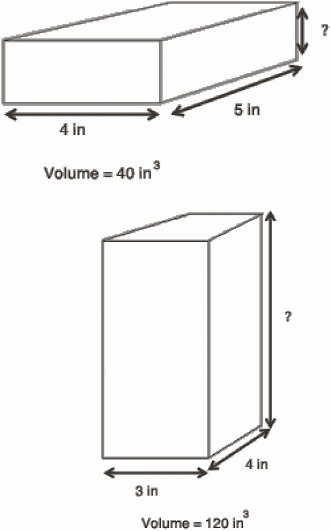 ?
5 in
4 in
Volume = 40 in³
?
4 in
3 in
Volume = 120 in³